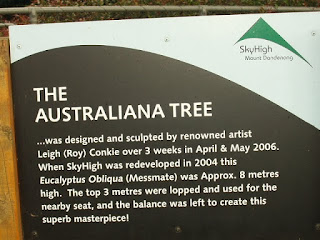 SkyHigh
Mount Dandenong
THE
AUSTRALIANA TREE
...was designed and sculpted by renowned artist
Leigh (Roy) Conkie over 3 weeks in April & May 2006.
When SkyHigh was redeveloped in 2004 this
Eucalyptus Obliqua (Messmate) was Approx. 8 metres
high. The top 3 metres were lopped and used for the
nearby seat, and the balance was left to create this
superb masterpiece!